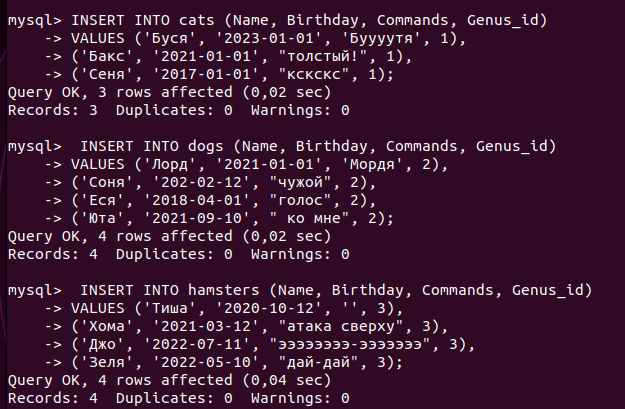 mysql> INSERT INTO cats (Name, Birthday, Commands, Genus_id)
    -> VALUES ('Буся', '2023-01-01', 'Буууутя', 1),
    -> ('Бакс', '2021-01-01', "толстый!", 1),
    -> ('Сеня', '2017-01-01', "кскскс", 1);
Query OK, 3 rows affected (0,02 sec)
Records: 3  Duplicates: 0  Warnings: 0

mysql>  INSERT INTO dogs (Name, Birthday, Commands, Genus_id)
    -> VALUES ('Лорд', '2021-01-01', 'Мордя', 2),
    -> ('Соня', '202-02-12', "чужой", 2),
    -> ('Еся', '2018-04-01', "голос", 2),
    -> ('Юта', '2021-09-10', " ко мне", 2);
Query OK, 4 rows affected (0,02 sec)
Records: 4  Duplicates: 0  Warnings: 0

mysql>  INSERT INTO hamsters (Name, Birthday, Commands, Genus_id)
    -> VALUES ('Тиша', '2020-10-12', '', 3),
    -> ('Хома', '2021-03-12', "атака сверху", 3),
    -> ('Джо', '2022-07-11', "ээээээээ-эээээээ", 3),
    -> ('Зеля', '2022-05-10', "дай-дай", 3);
Query OK, 4 rows affected (0,04 sec)
Records: 4  Duplicates: 0  Warnings: 0